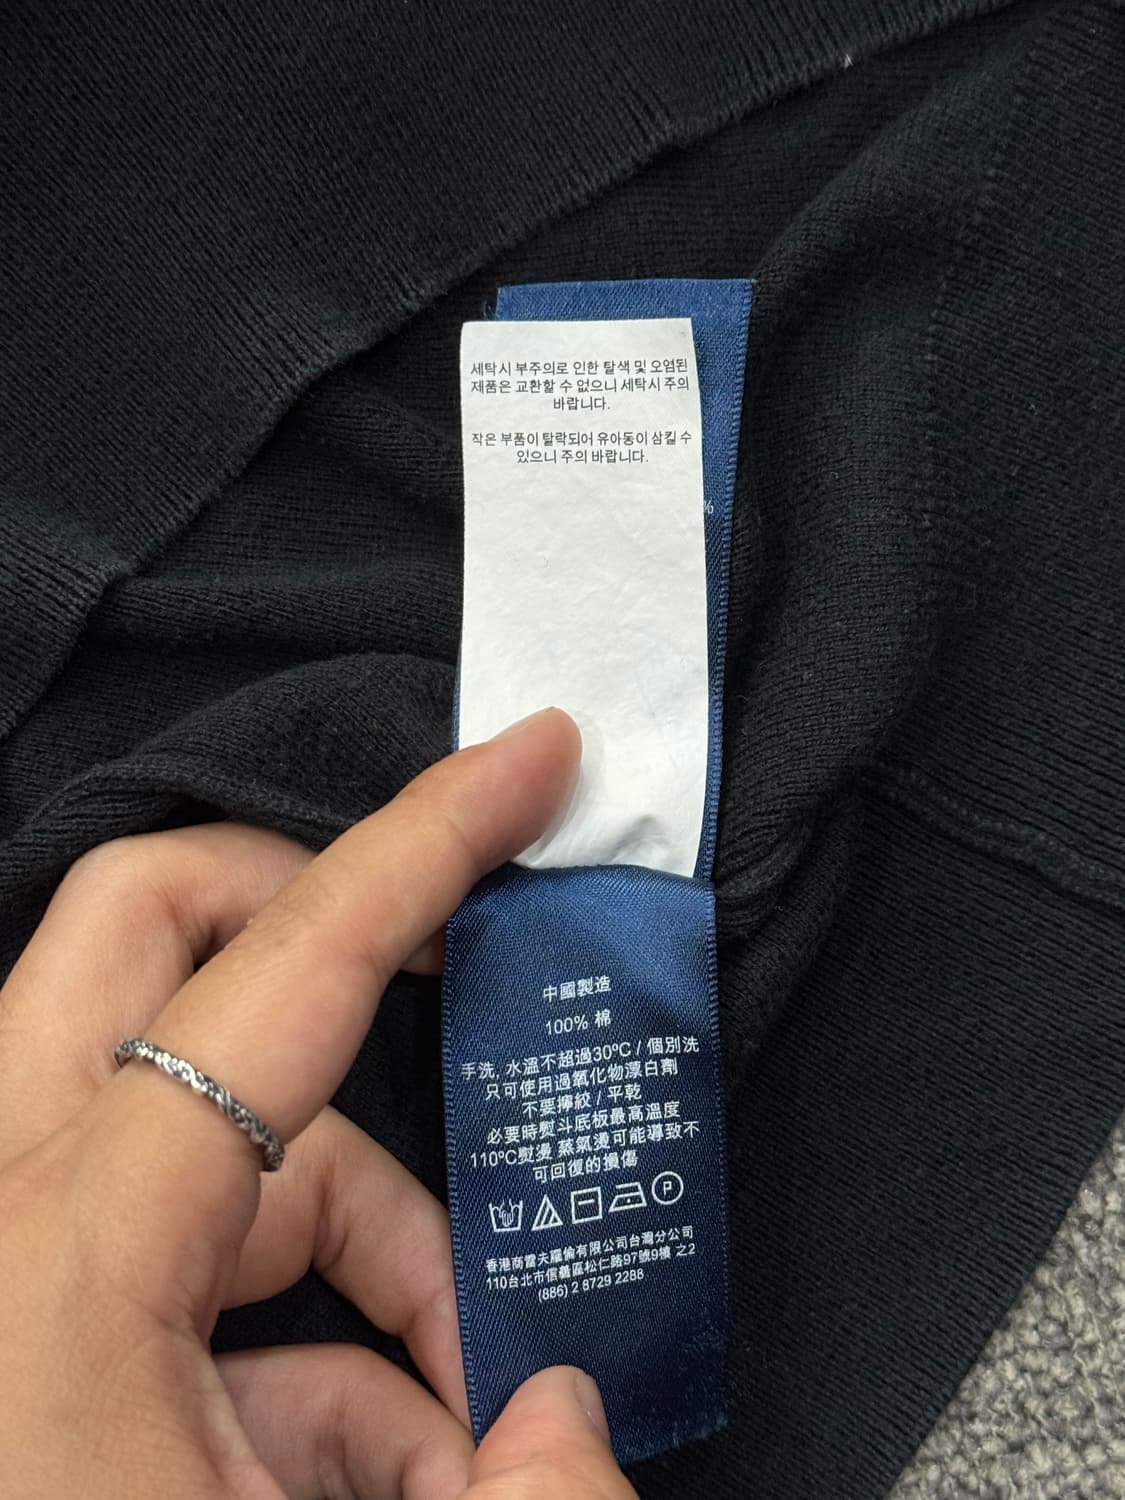 세탁시 부주의로 인한 탈색 및 오염된
제품은 교환할 수 없으니 세탁시 주의
바랍니다.
작은 부품이 탈락되어 유아동이 삼킬 수
있으니 주의 바랍니다.
%
中國製造
100% 棉
手洗, 水溫不超過30ºC / 個別洗
只可使用過氧化物漂白劑
不要擰絞 / 平乾
必要時熨斗底板最高溫度
110ºC熨燙 蒸氣燙可能導致不
可回復的損傷
P
香港商雷夫羅倫有限公司台灣分公司
110台北市信義區松仁路97號9樓 之2
(886) 2 8729 2288